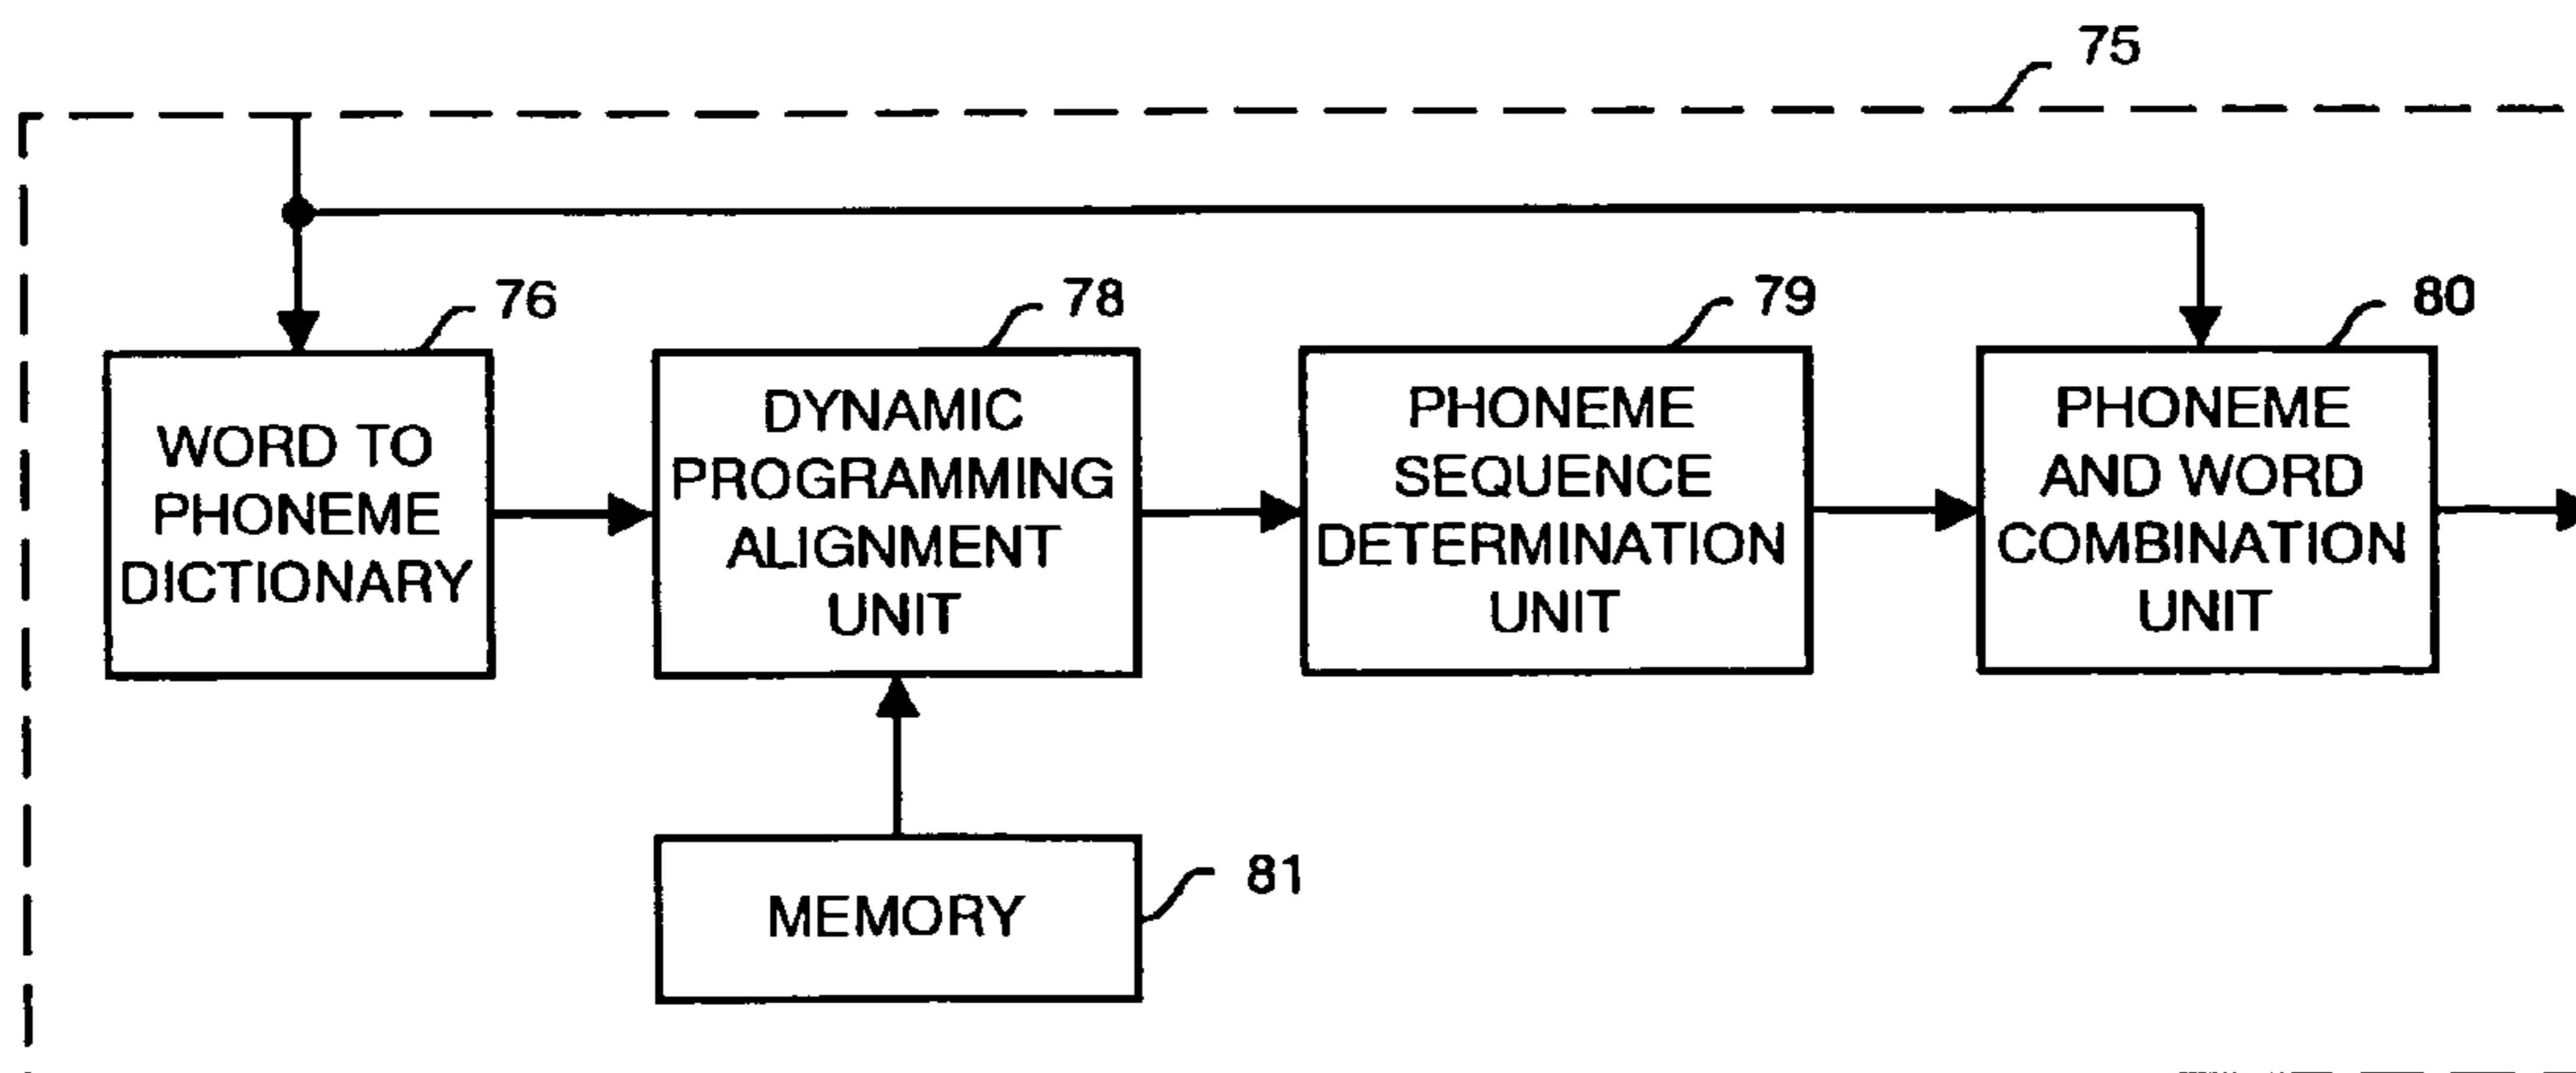 75
76
78
79
80
WORD TO
PHONEME
DICTIONARY
DYNAMIC
PROGRAMMING
ALIGNMENT
UNIT
PHONEME
SEQUENCE
DETERMINATION
UNIT
PHONEME
AND WORD
COMBINATION
UNIT
MEMORY
81